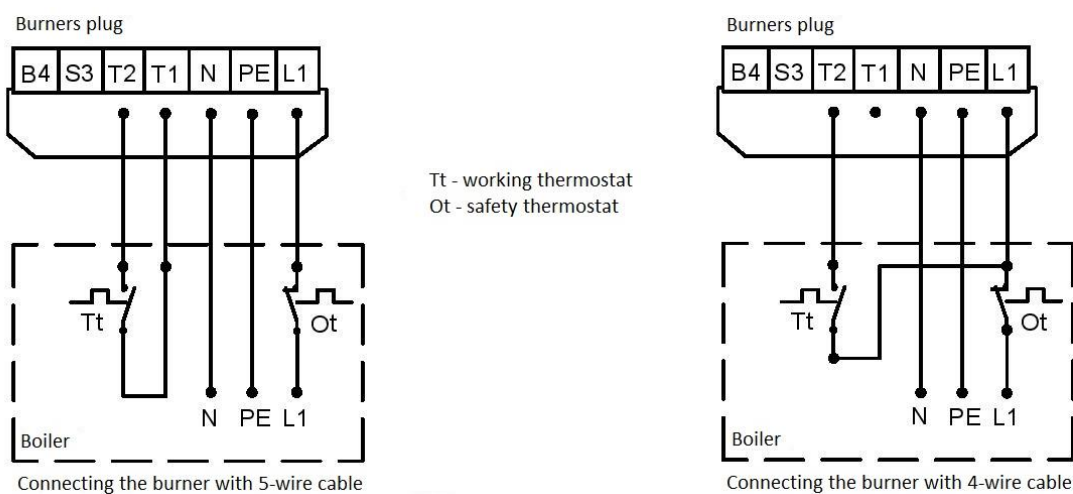 Burners plug
B4 S3 T2 T1 N PE L1
Tt
Ot
N PE L1
Boiler
Connecting the burner with 5-wire cable
Tt - working thermostat
Ot - safety thermostat
Burners plug
B4 S3 T2 T1 N PE L1
Tt
Ot
N PE L1
Boiler
Connecting the burner with 4-wire cable